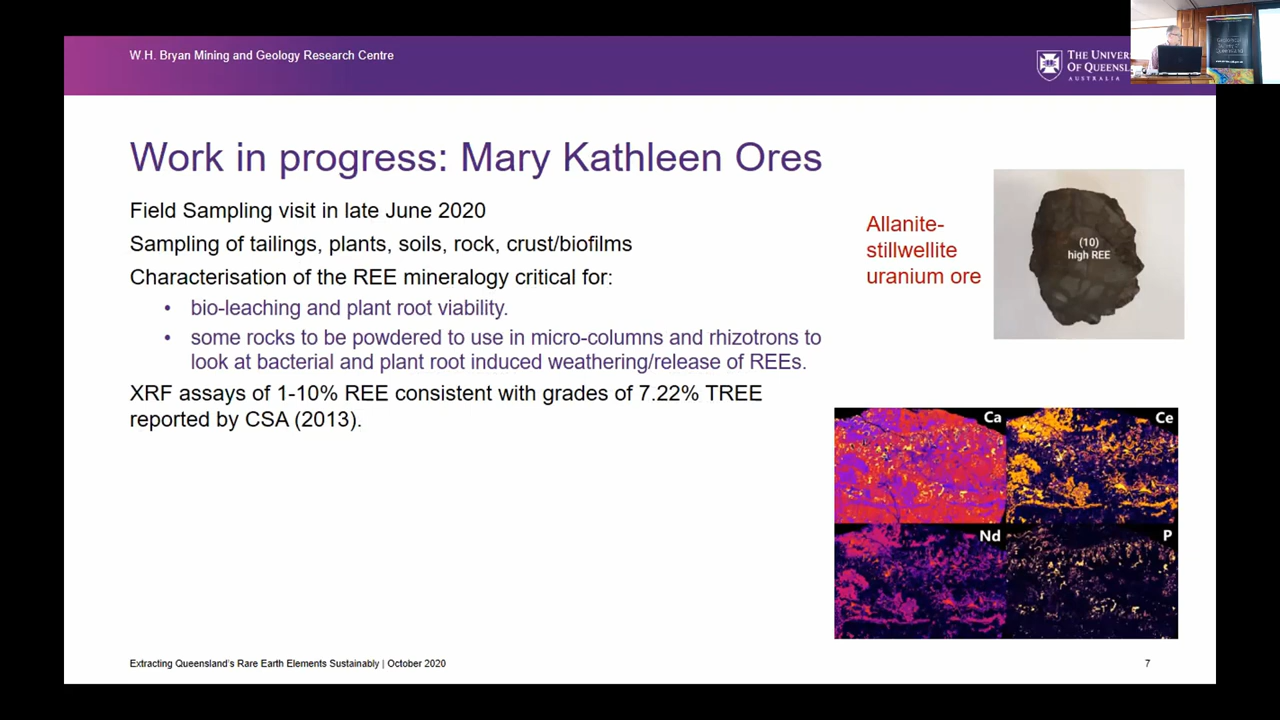 W.H. Bryan Mining and Geology Research Centre
THE UNIVER
OF QUEENSL
AUSTRALIA
Work in progress: Mary Kathleen Ores
Field Sampling visit in late June 2020
Sampling of tailings, plants, soils, rock, crust/biofilms
Characterisation of the REE mineralogy critical for:
• bio-leaching and plant root viability.
• some rocks to be powdered to use in micro-columns and rhizotrons to
look at bacterial and plant root induced weathering/release of REEs.
XRF assays of 1-10% REE consistent with grades of 7.22% TREE
reported by CSA (2013).
Allanite-
stillwellite
uranium ore
(10)
high REE
Ca
Ce
Nd
P
Extracting Queensland's Rare Earth Elements Sustainably | October 2020
7